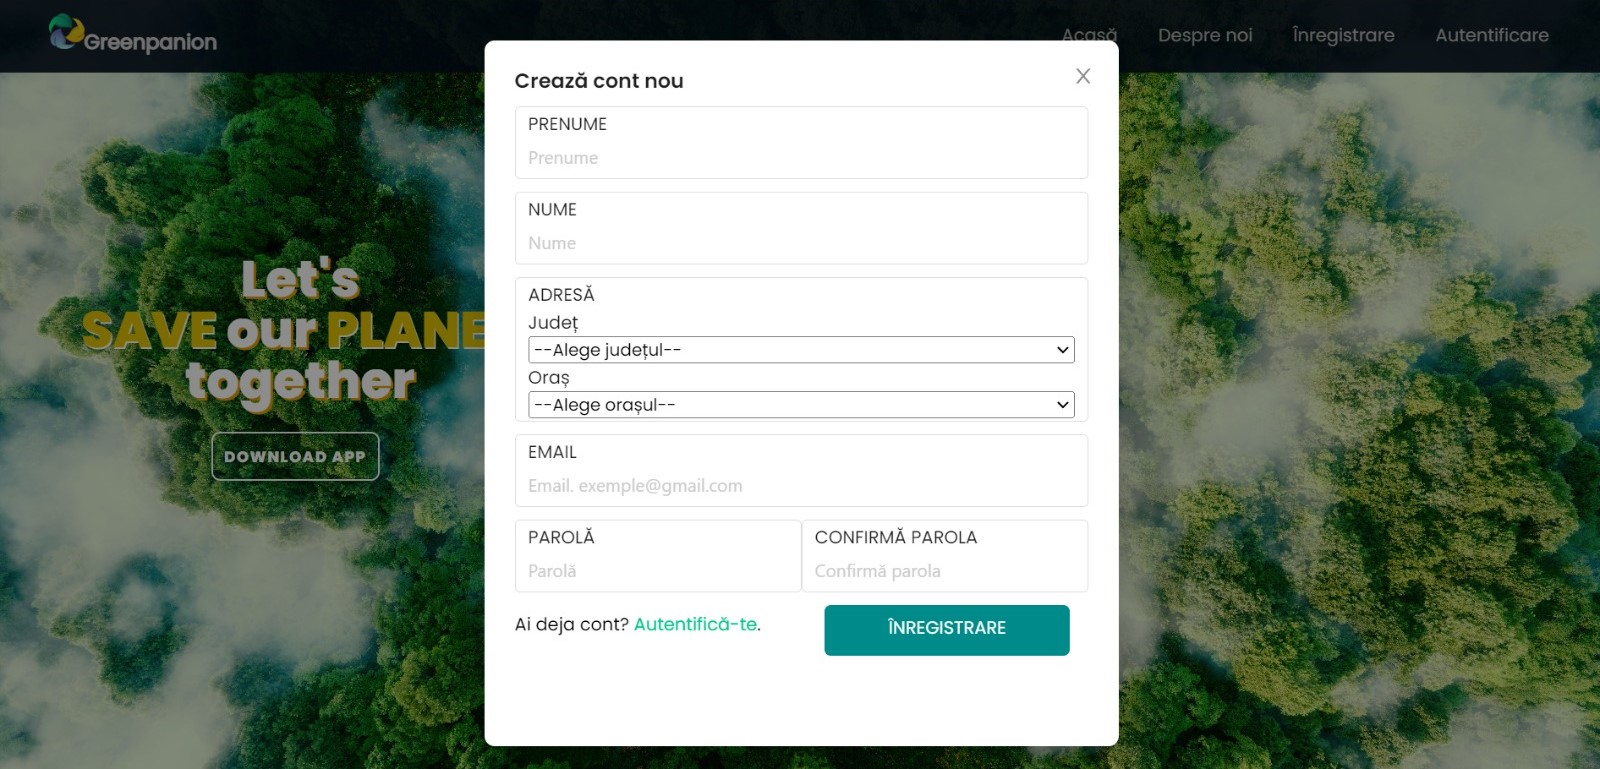 Greenpanion
Acasă Despre noi Înregistrare Autentificare
Crează cont nou
PRENUME
Prenume
NUME
Nume
ADRESĂ
Județ
--Alege județul--
Oraș
--Alege orașul--
EMAIL
Email. exemple@gmail.com
PAROLĂ CONFIRMĂ PAROLA
Parolă Confirmă parola
Ai deja cont? Autentifică-te. ÎNREGISTRARE
Let's
SAVE our PLANE
together
DOWNLOAD APP